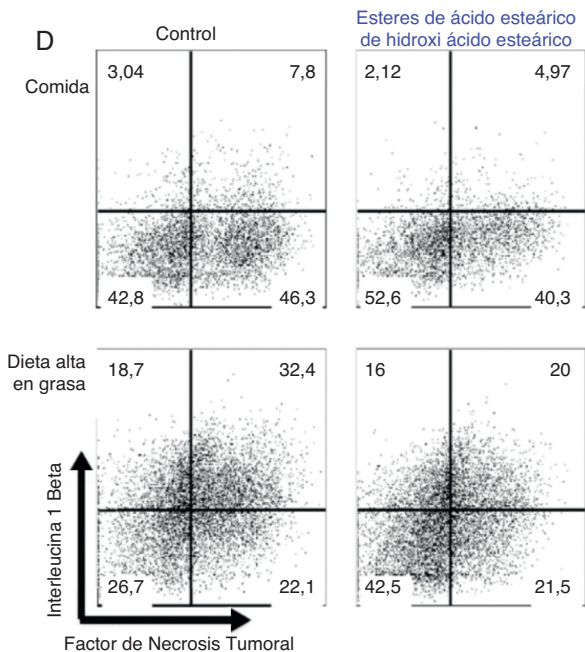 D
Control
Esteres de ácido esteárico
de hidroxi ácido esteárico
Comida
3,04
7,8
2,12
4,97
42,8
46,3
52,6
40,3
Dieta alta
en grasa
18,7
32,4
16
20
26,7
22,1
42,5
21,5
Interleucina 1 Beta
Factor de Necrosis Tumoral